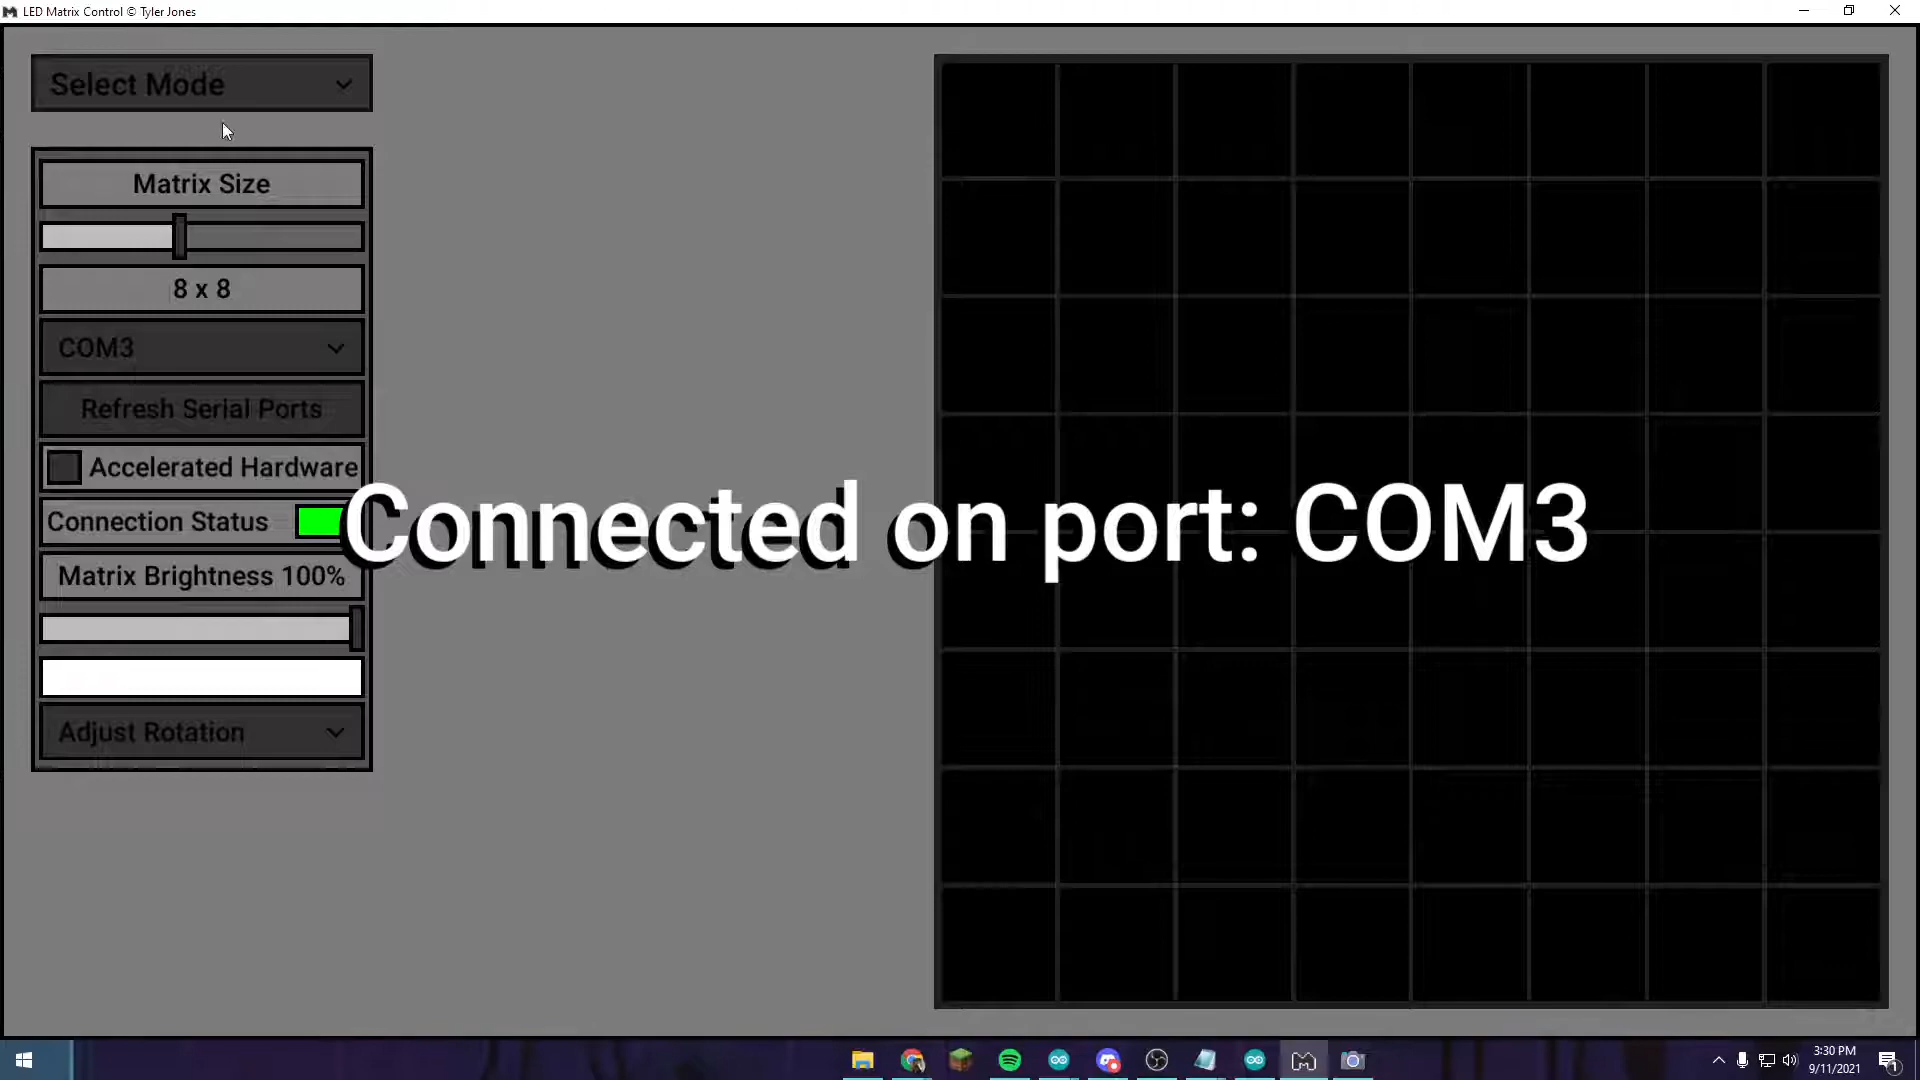 LED Matrix Control © Tyler Jones
Select Mode
Matrix Size
8 x 8
COM3
Refresh Serial Ports
Accelerated Hardware
Connection Status
Connected on port: COM3
Matrix Brightness 100%
Adjust Rotation
3:30 PM
9/11/2021
1